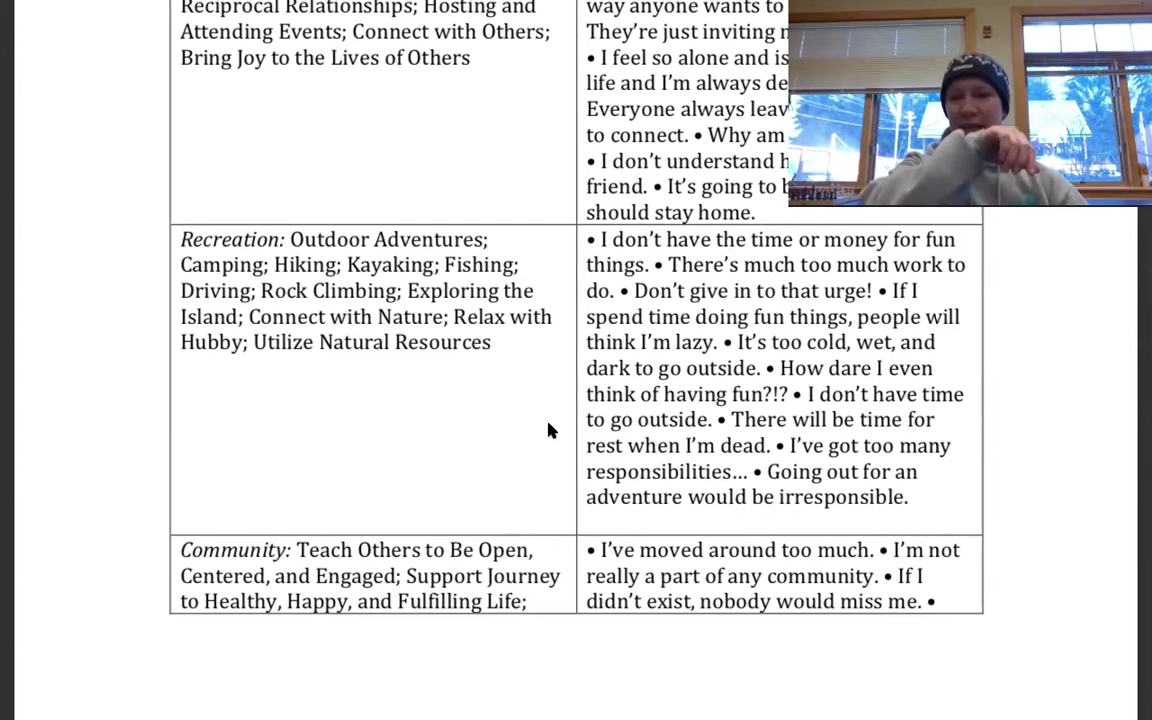 Reciprocal Relationships; Hosting and
Attending Events; Connect with Others;
Bring Joy to the Lives of Others
way anyone wants to
They're just inviting
• I feel so alone and is
life and I'm always de
Everyone always leav
to connect. • Why am
• I don't understand h
friend. • It's going to b
should stay home.
Recreation: Outdoor Adventures;
Camping; Hiking; Kayaking; Fishing;
Driving; Rock Climbing; Exploring the
Island; Connect with Nature; Relax with
Hubby; Utilize Natural Resources
• I don't have the time or money for fun
things. • There's much too much work to
do. • Don't give in to that urge! • If I
spend time doing fun things, people will
think I'm lazy. • It's too cold, wet, and
dark to go outside. • How dare I even
think of having fun?!? • I don't have time
to go outside. • There will be time for
rest when I'm dead. • I've got too many
responsibilities... • Going out for an
adventure would be irresponsible.
Community: Teach Others to Be Open,
Centered, and Engaged; Support Journey
to Healthy, Happy, and Fulfilling Life;
• I've moved around too much. • I'm not
really a part of any community. • If I
didn't exist, nobody would miss me. •